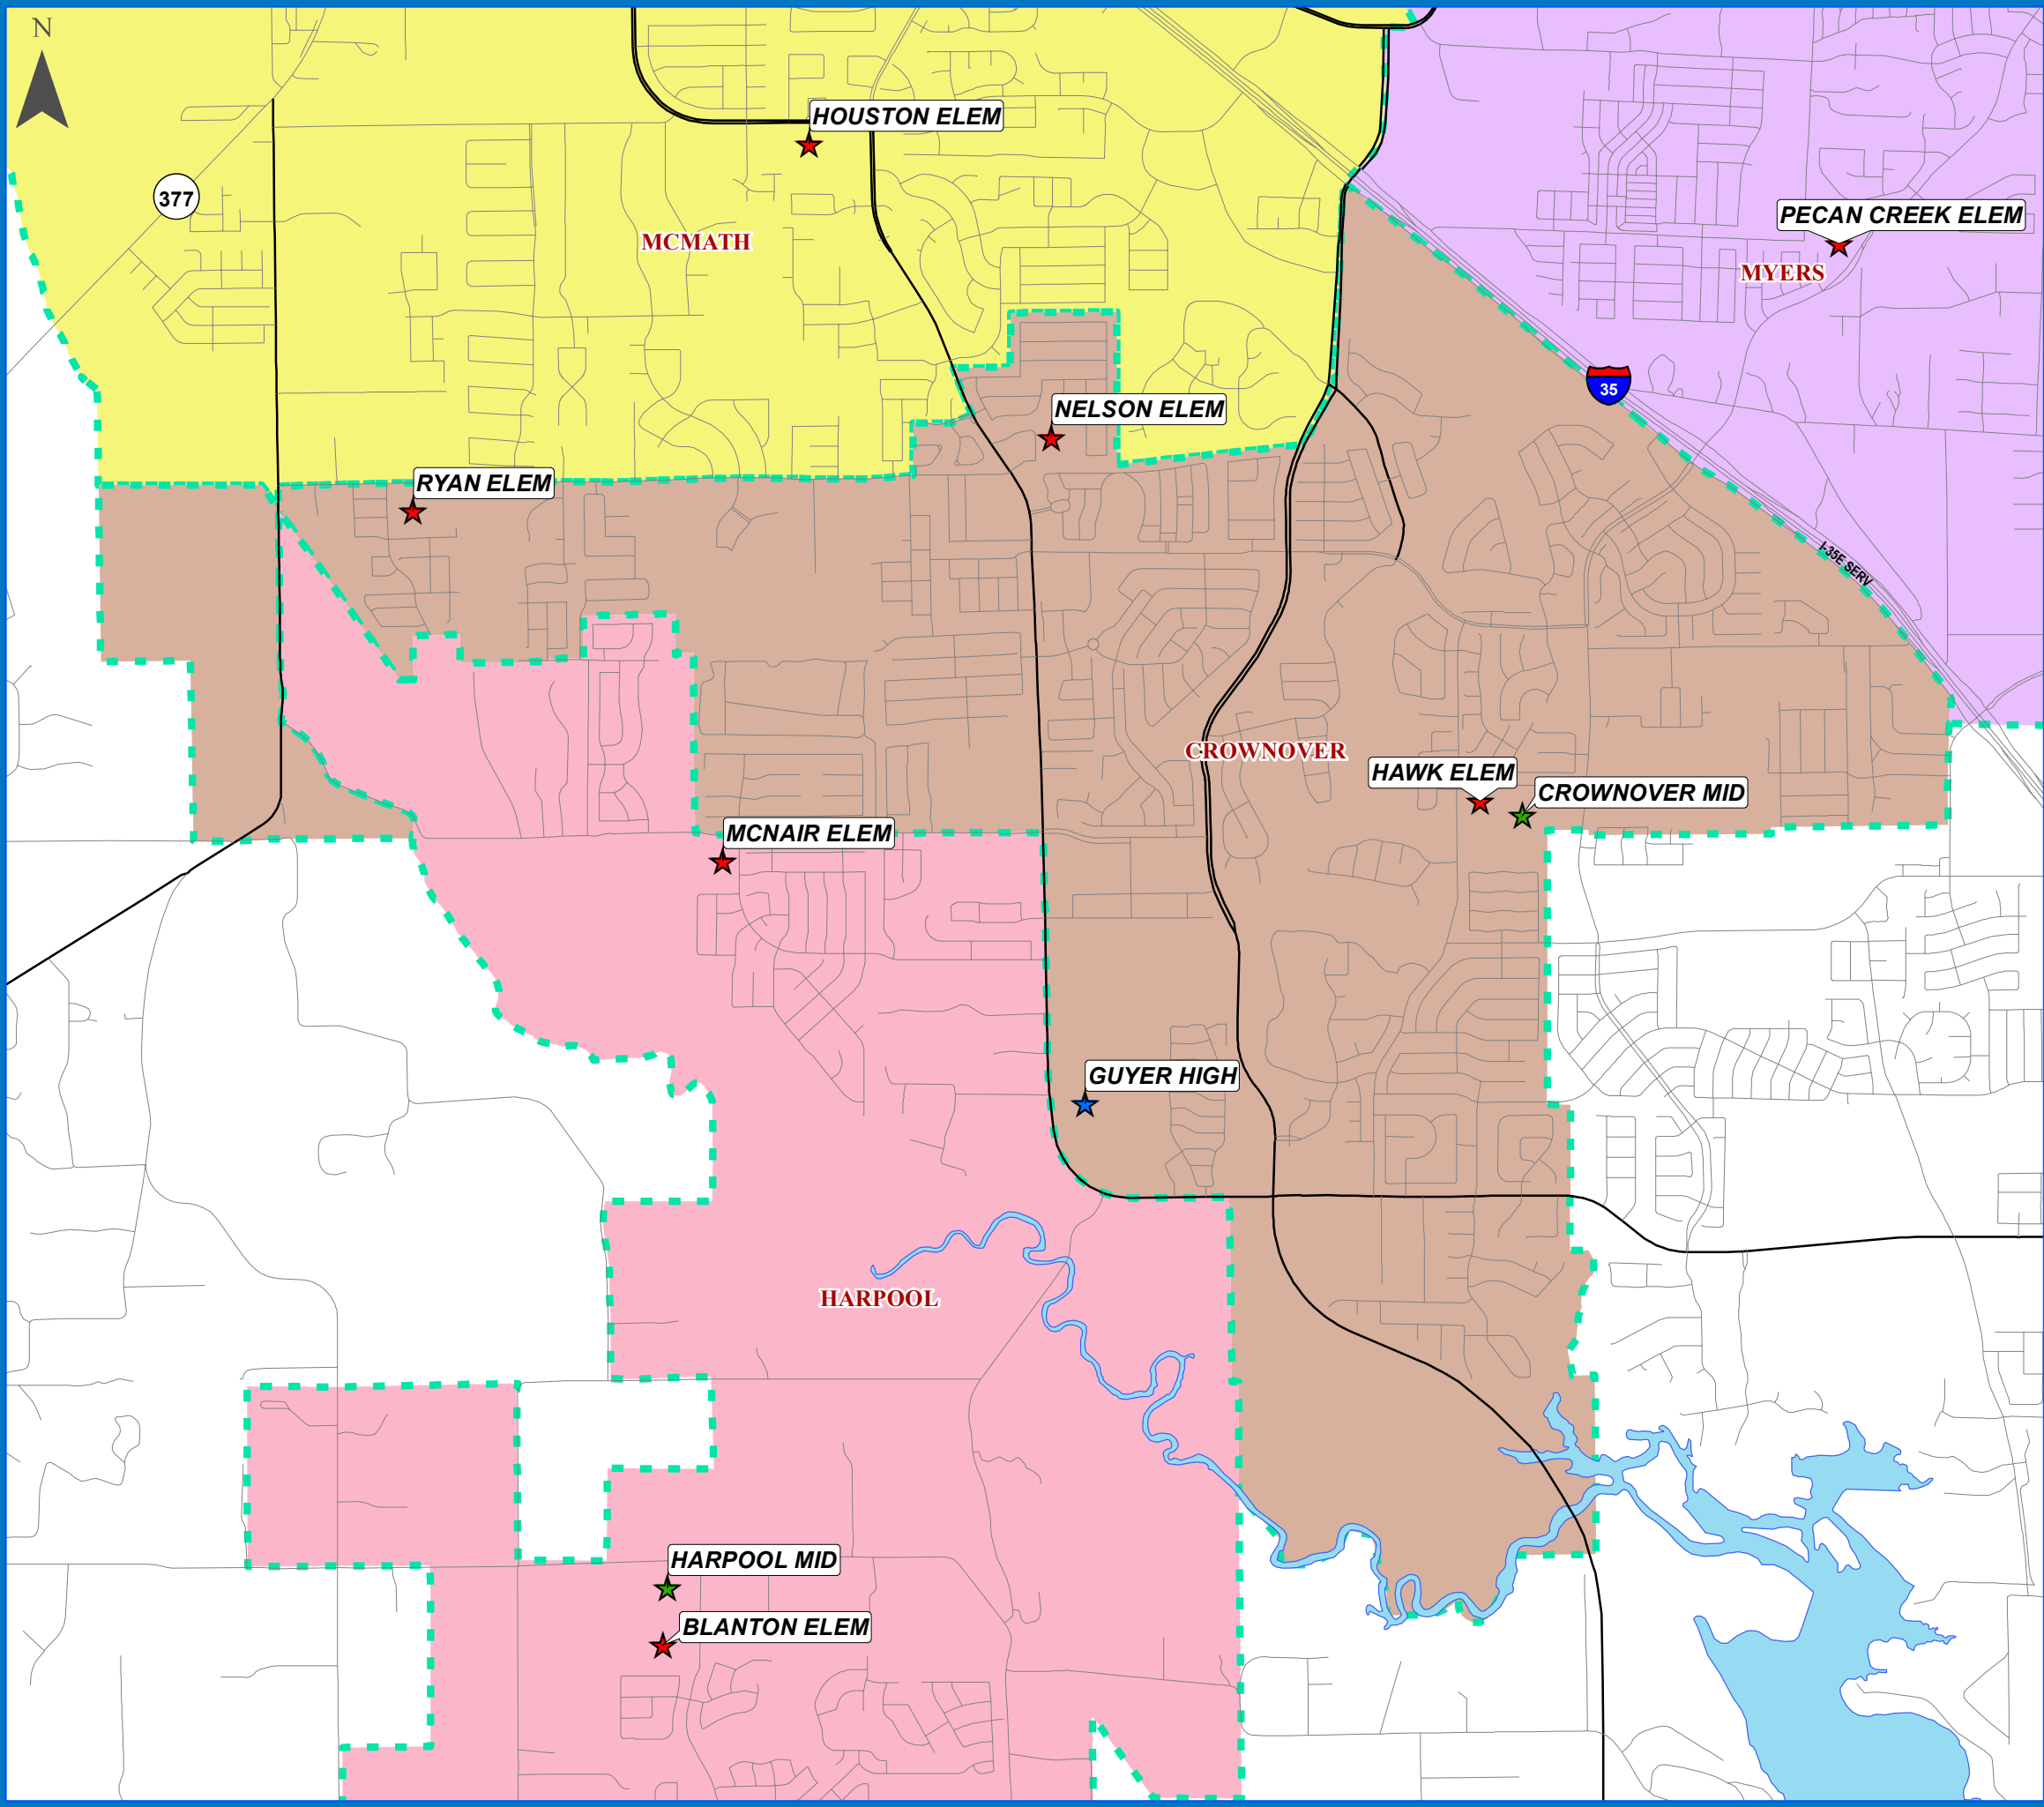 N
HOUSTON ELEM
377
PECAN CREEK ELEM
MCMATH
MYERS
35
NELSON ELEM
RYAN ELEM
I-35E SERV
CROWNOVER
HAWK ELEM
CROWNOVER MID
MCNAIR ELEM
GUYER HIGH
HARPOOL
HARPOOL MID
BLANTON ELEM